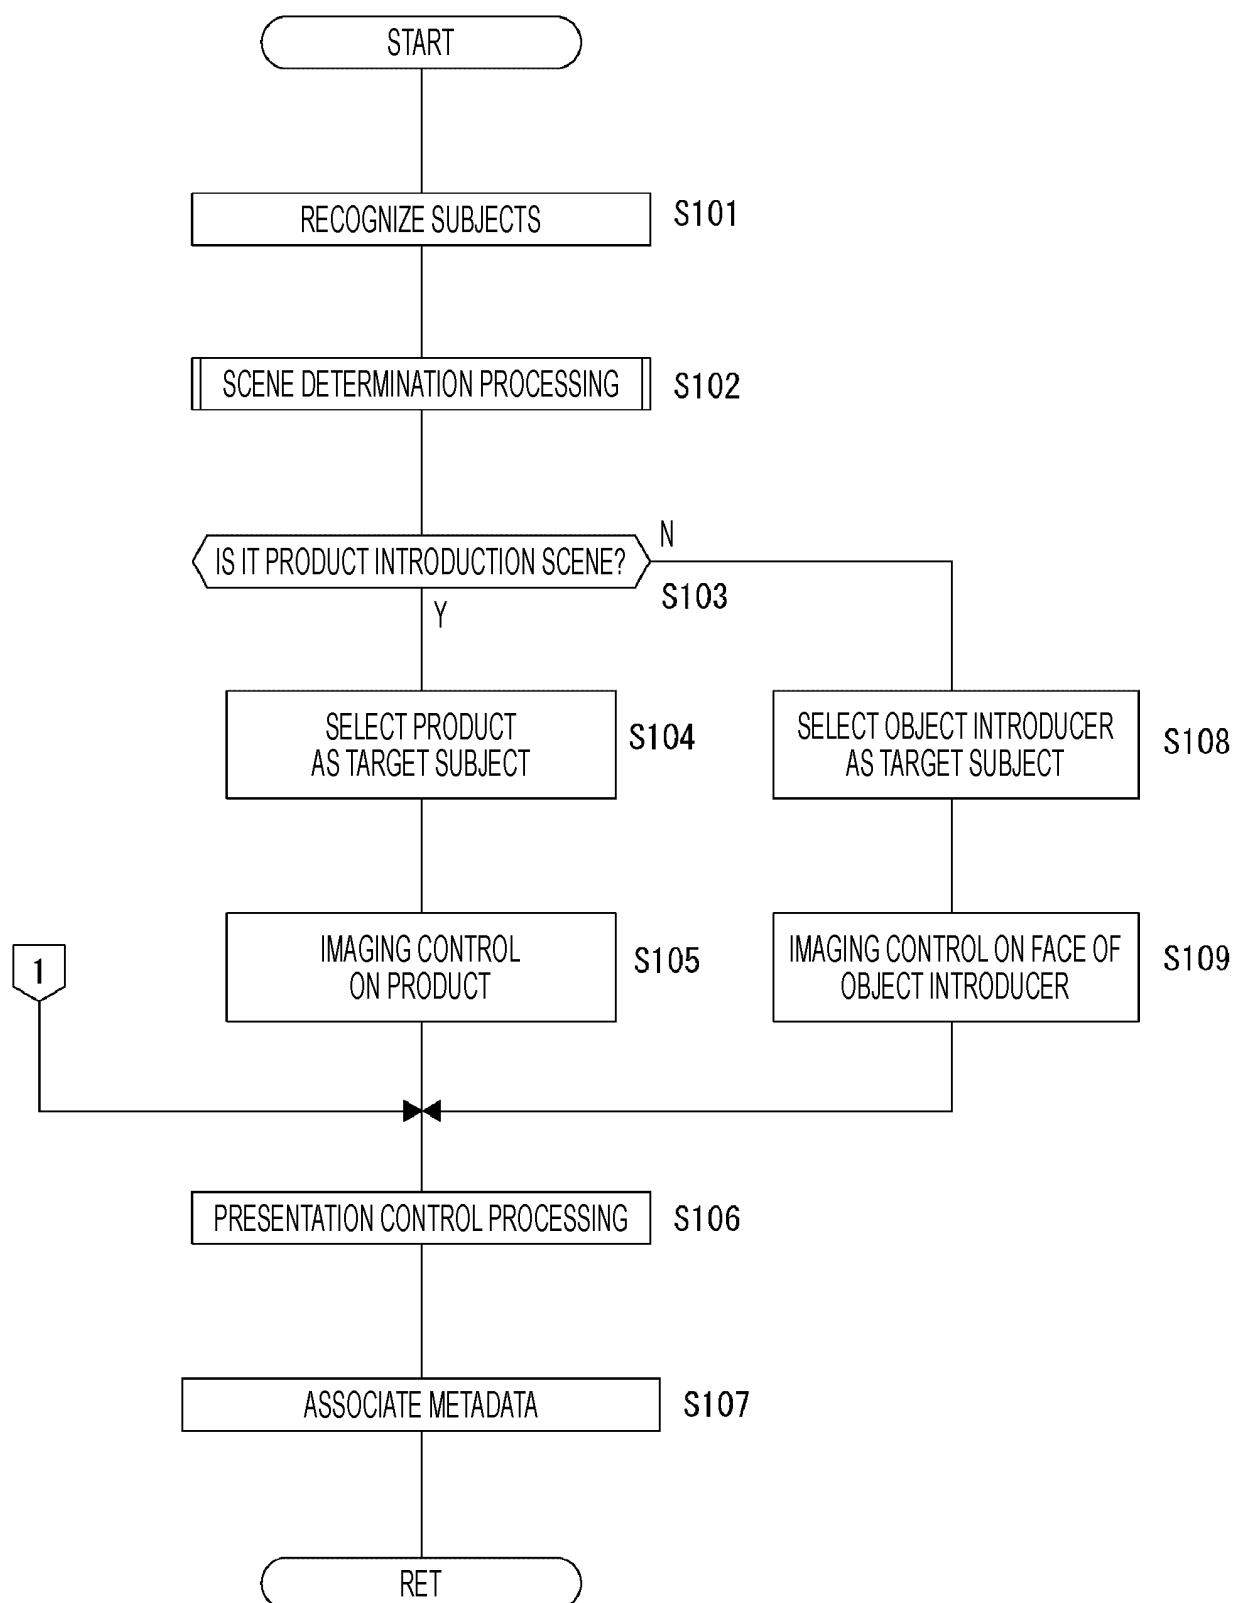 START
RECOGNIZE SUBJECTS
S101
SCENE DETERMINATION PROCESSING
S102
IS IT PRODUCT INTRODUCTION SCENE?
N
S103
Y
SELECT PRODUCT
AS TARGET SUBJECT
S104
SELECT OBJECT INTRODUCER
AS TARGET SUBJECT
S108
IMAGING CONTROL
ON PRODUCT
S105
IMAGING CONTROL ON FACE OF
OBJECT INTRODUCER
S109
1
PRESENTATION CONTROL PROCESSING
S106
ASSOCIATE METADATA
S107
RET